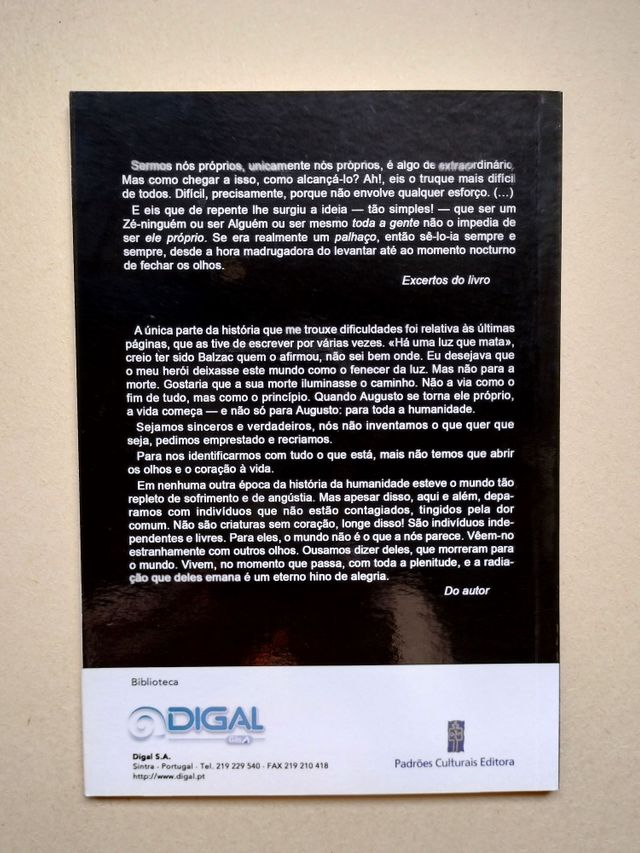 Sermos nós próprios, unicamente nós próprios, é algo de extraordinário.
Mas como chegar a isso, como alcançá-lo? Ah!, eis o truque mais difícil
de todos. Difícil, precisamente, porque não envolve qualquer esforço. (...)
E eis que de repente lhe surgiu a ideia — tão simples! — que ser um
Zé-ninguém ou ser Alguém ou ser mesmo toda a gente não o impedia de
ser ele próprio. Se era realmente um palhaço, então sê-lo-ia sempre e
sempre, desde a hora madrugadora do levantar até ao momento nocturno
de fechar os olhos.
Excertos do livro
A única parte da história que me trouxe dificuldades foi relativa às últimas
páginas, que as tive de escrever por várias vezes. «Há uma luz que mata»,
creio ter sido Balzac quem o afirmou, não sei bem onde. Eu desejava que
o meu herói deixasse este mundo como o fenecer da luz. Mas não para a
morte. Gostaria que a sua morte iluminasse o caminho. Não a via como o
fim de tudo, mas como o princípio. Quando Augusto se torna ele próprio,
a vida começa — e não só para Augusto: para toda a humanidade.
Sejamos sinceros e verdadeiros, nós não inventamos o que quer que
seja, pedimos emprestado e recriamos.
Para nos identificarmos com tudo o que está, mais não temos que abrir
os olhos e o coração à vida.
Em nenhuma outra época da história da humanidade esteve o mundo tão
repleto de sofrimento e de angústia. Mas apesar disso, aqui e além, depa-
ramos com indivíduos que não estão contagiados, tingidos pela dor
comum. Não são criaturas sem coração, longe disso! São indivíduos inde-
pendentes e livres. Para eles, o mundo não é o que a nós parece. Vêem-no
estranhamente com outros olhos. Ousamos dizer deles, que morreram para
o mundo. Vivem, no momento que passa, com toda a plenitude, e a radia-
ção que deles emana é um eterno hino de alegria.
Do autor
Biblioteca
DIGAL
Digal S.A.
Sintra - Portugal - Tel. 219 229 540 - FAX 219 210 418
http://www.digal.pt
Padrões Culturais Editora